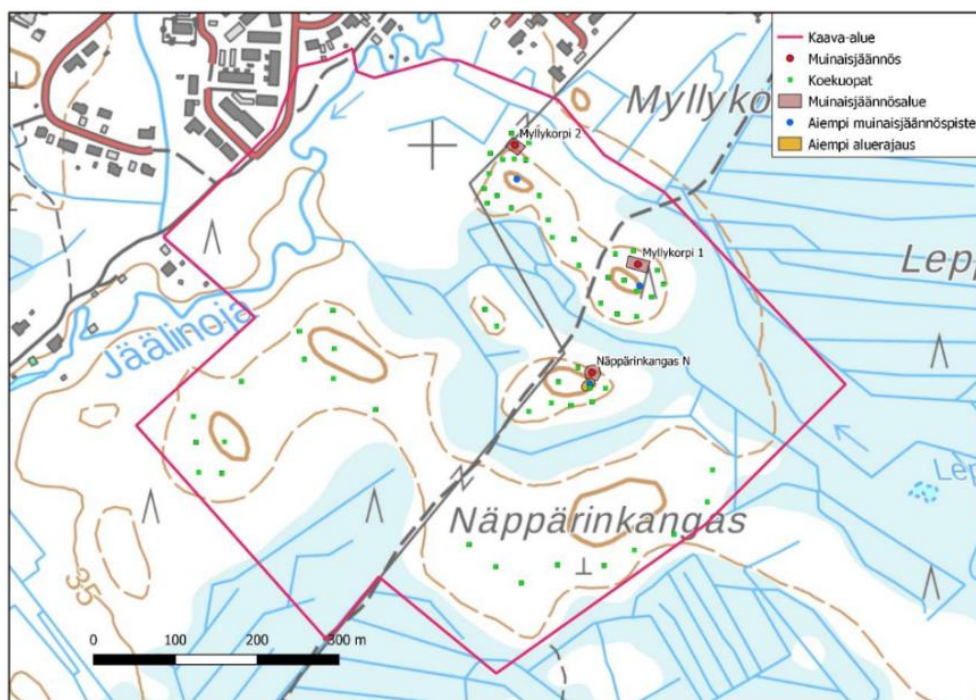 Kaava-alue
Muinaisjäännös
Koekuopat
Muinaisjäännösalue
Aiempi muinaisjäännöspiste
Aiempi aluerajaus
Myllyko
Myllykorpi 2
Myllykorpi 1
Lepp
Jäälinoja
Näppärinkangas N
Lep
Näppärinkangas
35
0 100 200 300 m